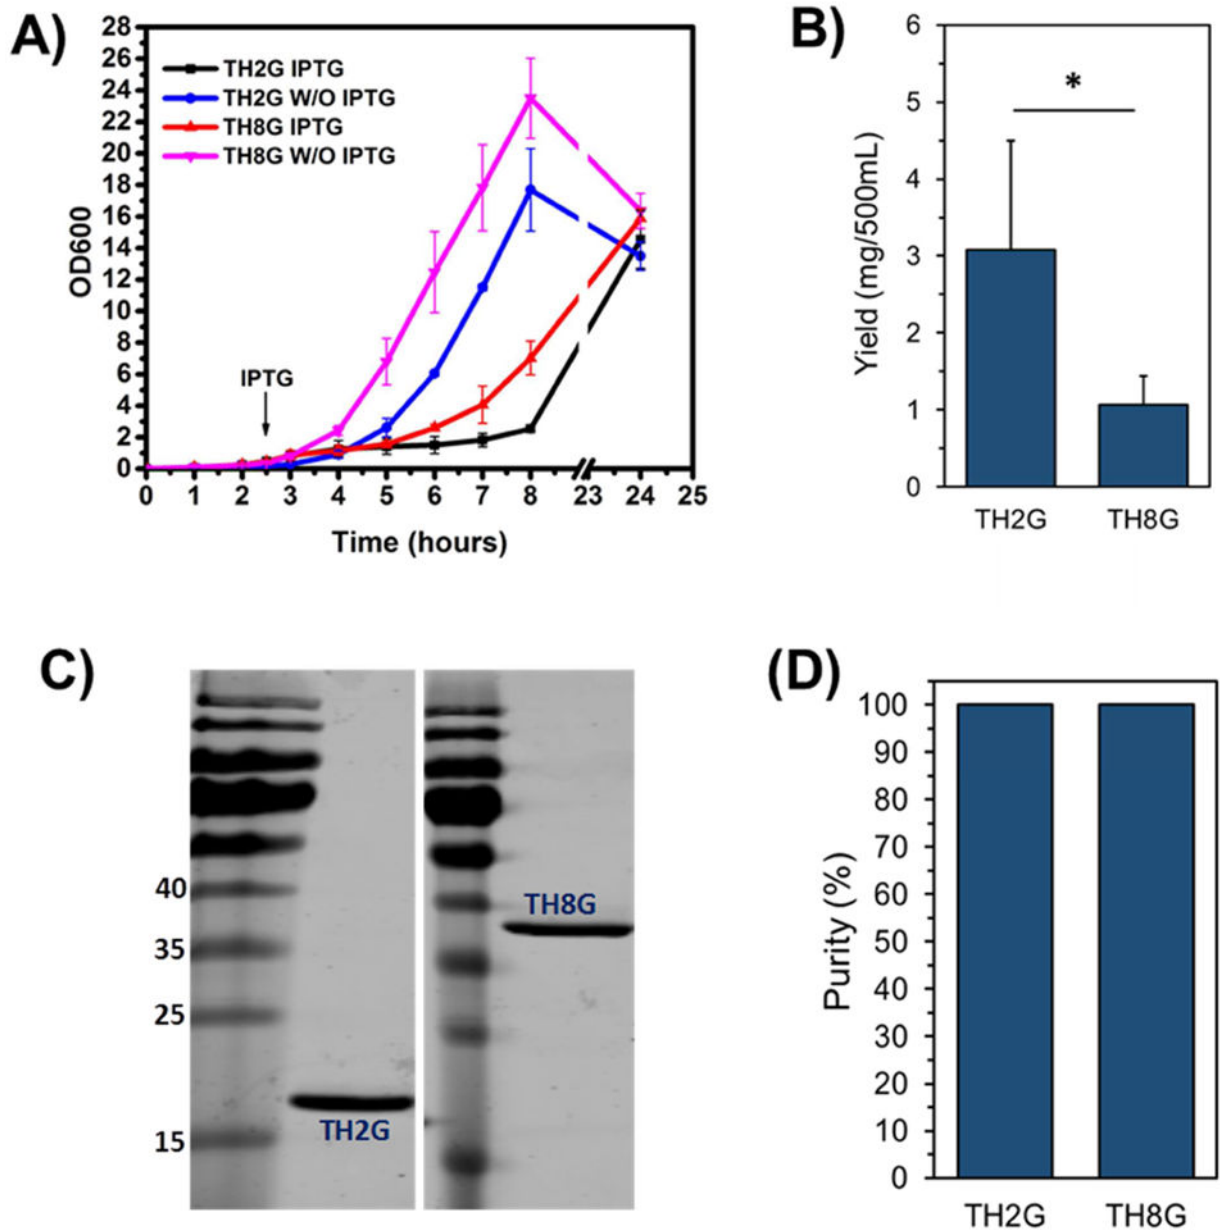 A)
28
26
24
22
20
18
16
14
12
10
8
6
4
2
0
OD600
TH2G IPTG
TH2G W/O IPTG
TH8G IPTG
TH8G W/O IPTG
IPTG
0 1 2 3 4 5 6 7 8 23 24 25
Time (hours)
B)
6
5
4
3
2
1
0
Yield (mg/500mL)
*
TH2G TH8G
C)
40
35
25
15
TH2G
TH8G
(D)
100
90
80
70
60
50
40
30
20
10
0
Purity (%)
TH2G TH8G